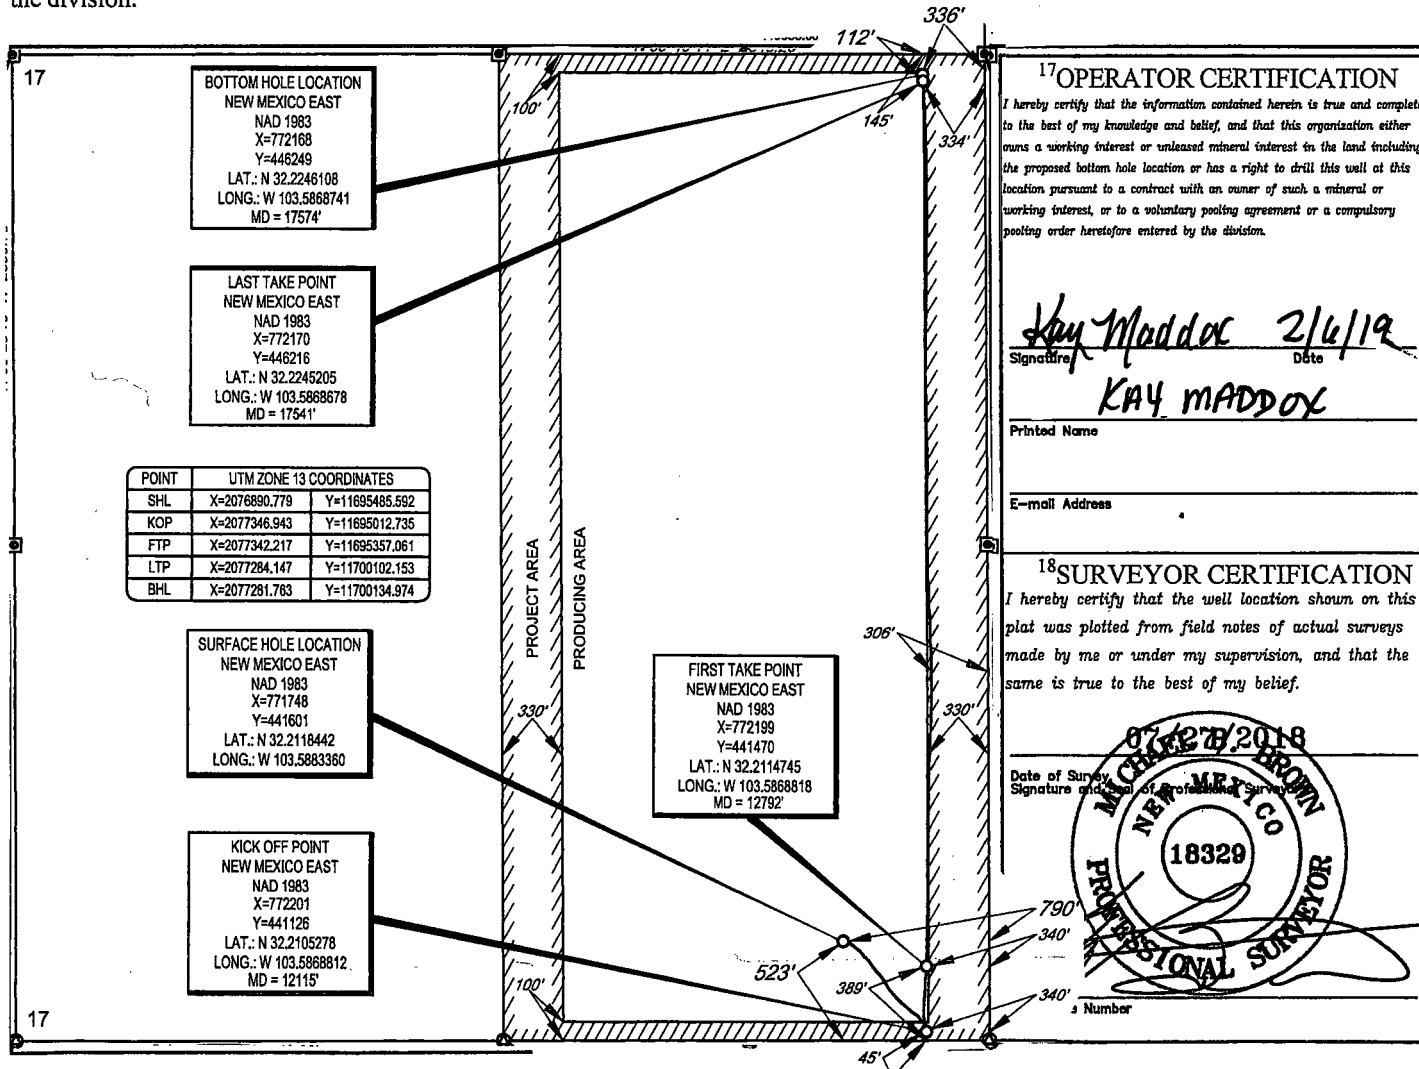 the division.
17
BOTTOM HOLE LOCATION
NEW MEXICO EAST
NAD 1983
X=772168
Y=446249
LAT.: N 32.2246108
LONG.: W 103.5868741
MD = 17574'
LAST TAKE POINT
NEW MEXICO EAST
NAD 1983
X=772170
Y=446216
LAT.: N 32.2245205
LONG.: W 103.5868678
MD = 17541'
POINT UTM ZONE 13 COORDINATES
SHL X=2076890.779 Y=11695485.592
KOP X=2077346.943 Y=11695012.735
FTP X=2077342.217 Y=11695357.061
LTP X=2077284.147 Y=11700102.153
BHL X=2077281.763 Y=11700134.974
SURFACE HOLE LOCATION
NEW MEXICO EAST
NAD 1983
X=771748
Y=441601
LAT.: N 32.2118442
LONG.: W 103.5883360
KICK OFF POINT
NEW MEXICO EAST
NAD 1983
X=772201
Y=441126
LAT.: N 32.2105278
LONG.: W 103.5868812
MD = 12115'
17
336'
112'
100'
145'
334'
PROJECT AREA
PRODUCING AREA
306'
330'
330'
FIRST TAKE POINT
NEW MEXICO EAST
NAD 1983
X=772199
Y=441470
LAT.: N 32.2114745
LONG.: W 103.5868818
MD = 12792'
790'
340'
523'
389'
100'
340'
45'
17OPERATOR CERTIFICATION
I hereby certify that the information contained herein is true and complete
to the best of my knowledge and belief, and that this organization either
owns a working interest or unleased mineral interest in the land including
the proposed bottom hole location or has a right to drill this well at this
location pursuant to a contract with an owner of such a mineral or
working interest, or to a voluntary pooling agreement or a compulsory
pooling order heretofore entered by the division.
Kay Maddox 2/6/19
Signature Date
KAY MADDOX
Printed Name
E-mail Address
18SURVEYOR CERTIFICATION
I hereby certify that the well location shown on this
plat was plotted from field notes of actual surveys
made by me or under my supervision, and that the
same is true to the best of my belief.
07/27/2018
Date of Survey
Signature and Seal of Professional Surveyor
MICHAEL B. BROWN
NEW MEXICO
18329
PROFESSIONAL SURVEYOR
Number